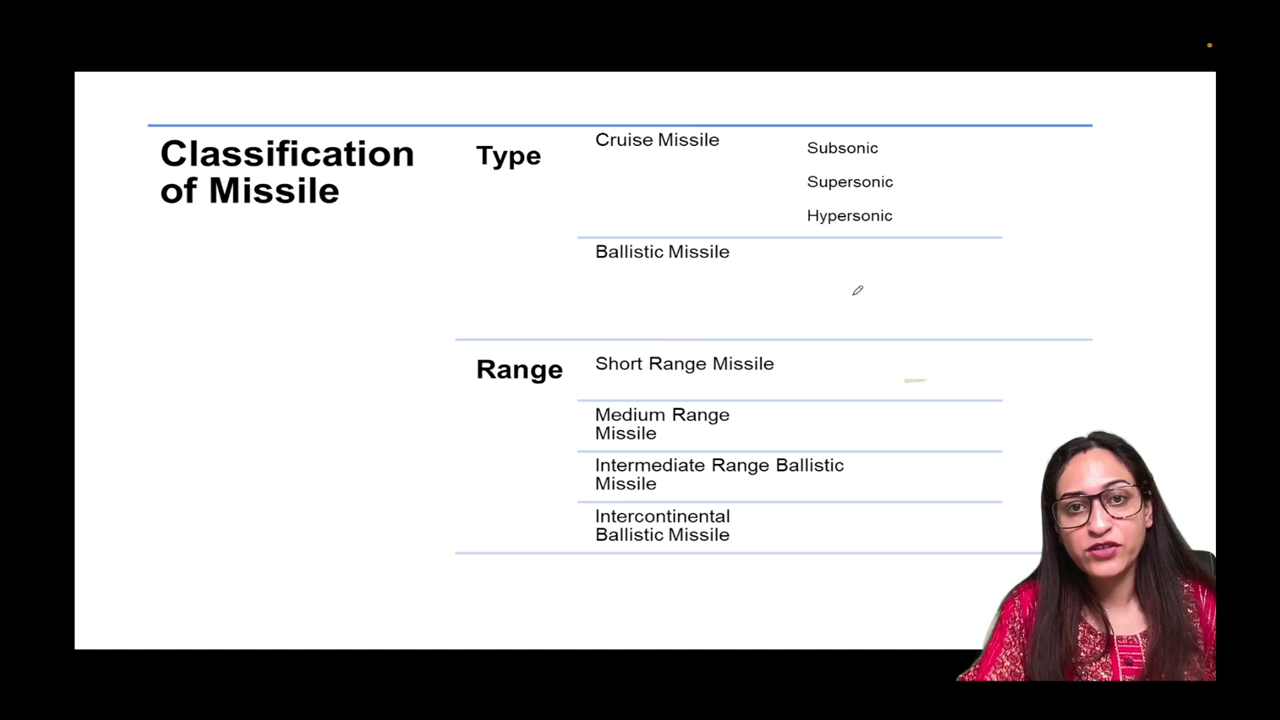 Classification
of Missile
Type
Cruise Missile
Subsonic
Supersonic
Hypersonic
Ballistic Missile
Range
Short Range Missile
Medium Range
Missile
Intermediate Range Ballistic
Missile
Intercontinental
Ballistic Missile